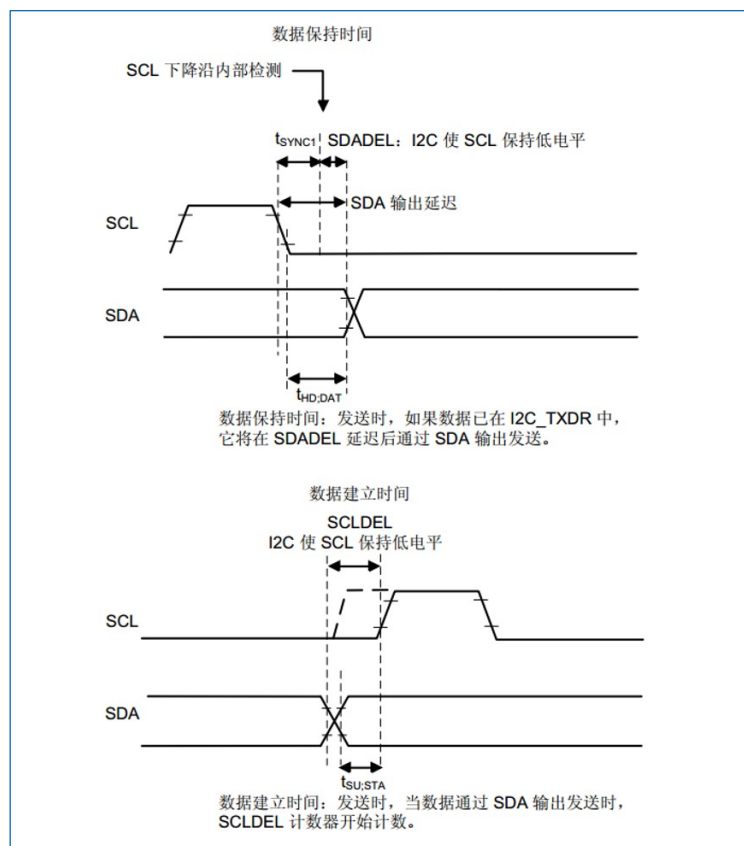 数据保持时间
SCL 下降沿内部检测
tSYNC1 SDADEL：I2C 使 SCL 保持低电平
SDA 输出延迟
SCL
SDA
tHD;DAT
数据保持时间：发送时，如果数据已在 I2C_TXDR 中，
它将在 SDADEL 延迟后通过 SDA 输出发送。
数据建立时间
SCLDEL
I2C 使 SCL 保持低电平
SCL
SDA
tSU;STA
数据建立时间：发送时，当数据通过 SDA 输出发送时，
SCLDEL 计数器开始计数。